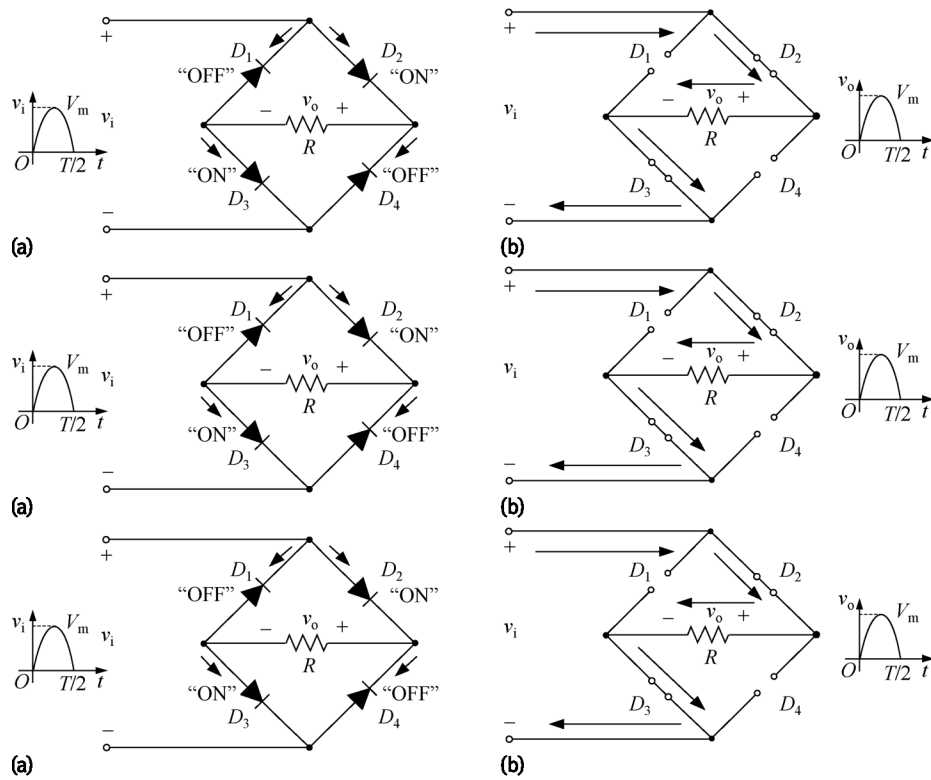 +
D1
D2
“OFF”
“ON”
vi
Vm
vi
−
vo
+
R
O
T/2
t
“ON”
“OFF”
D3
D4
−
(a)
+
D1
D2
vi
−
vo
+
R
vo
Vm
O
T/2
t
D3
D4
−
(b)
+
D1
D2
“OFF”
“ON”
vi
Vm
vi
−
vo
+
R
O
T/2
t
“ON”
“OFF”
D3
D4
−
(a)
+
D1
D2
vi
−
vo
+
R
vo
Vm
O
T/2
t
D3
D4
−
(b)
+
D1
D2
“OFF”
“ON”
vi
Vm
vi
−
vo
+
R
O
T/2
t
“ON”
“OFF”
D3
D4
−
(a)
+
D1
D2
vi
−
vo
+
R
vo
Vm
O
T/2
t
D3
D4
−
(b)